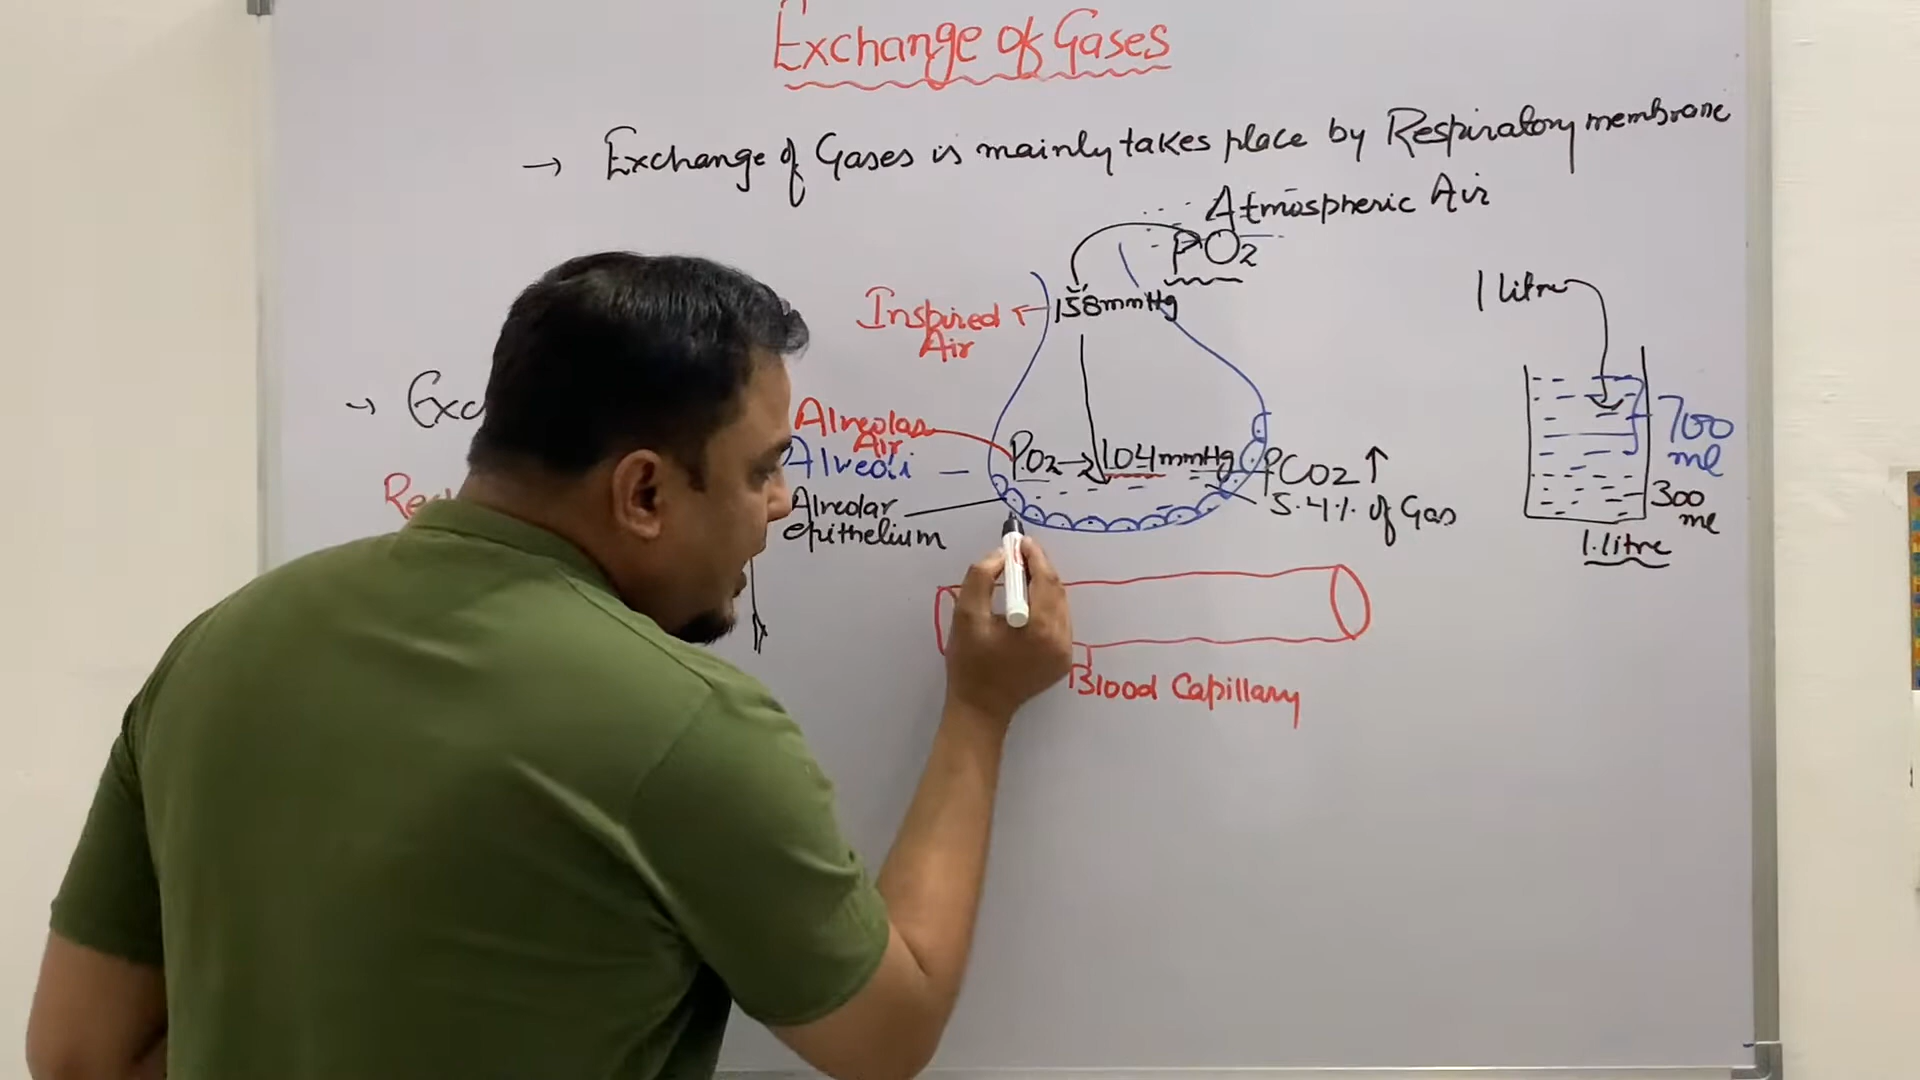 Exchange of Gases
→ Exchange of Gases is mainly takes place by Respiratory membrane
Atmospheric Air
PO2
1 litre
Inspired Air
158mmHg
→
Alveolar Air
Alveoli
PO2 → 104mmHg
PCO2 ↑
5.4% of Gas
Alveolar epithelium
700 ml
300 ml
1 litre
Blood Capillary